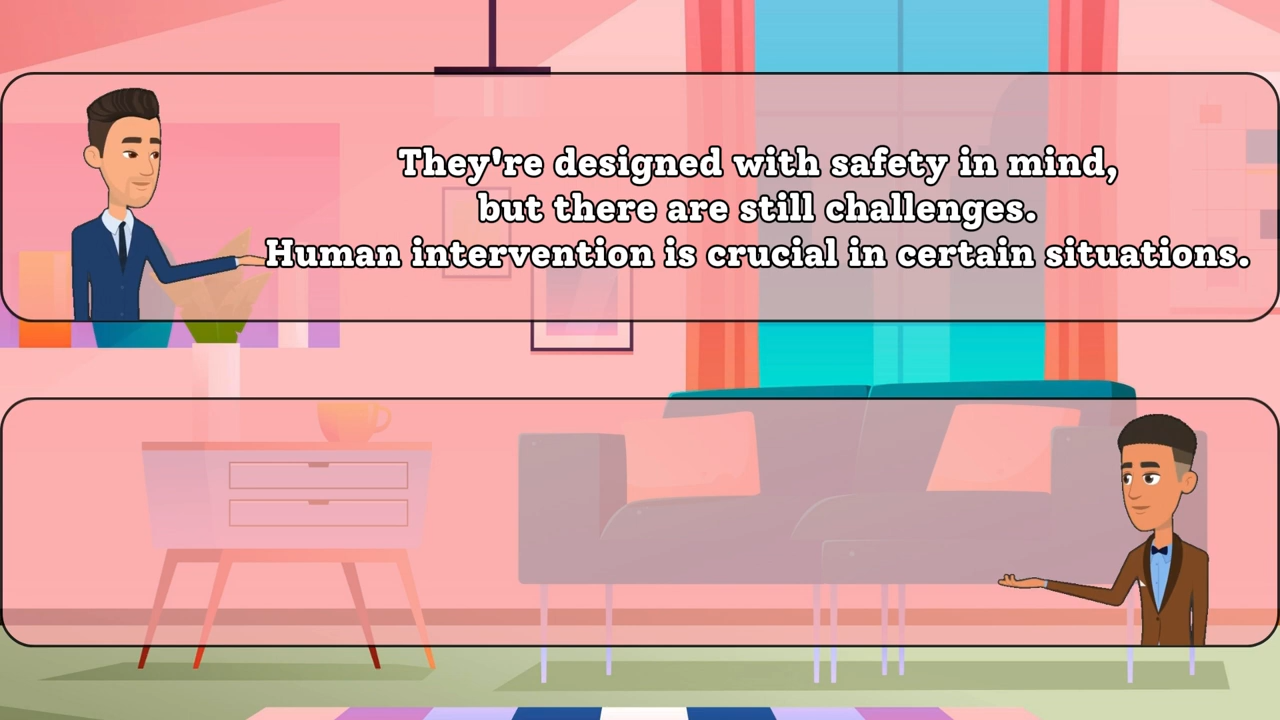 They're designed with safety in mind,
but there are still challenges.
Human intervention is crucial in certain situations.